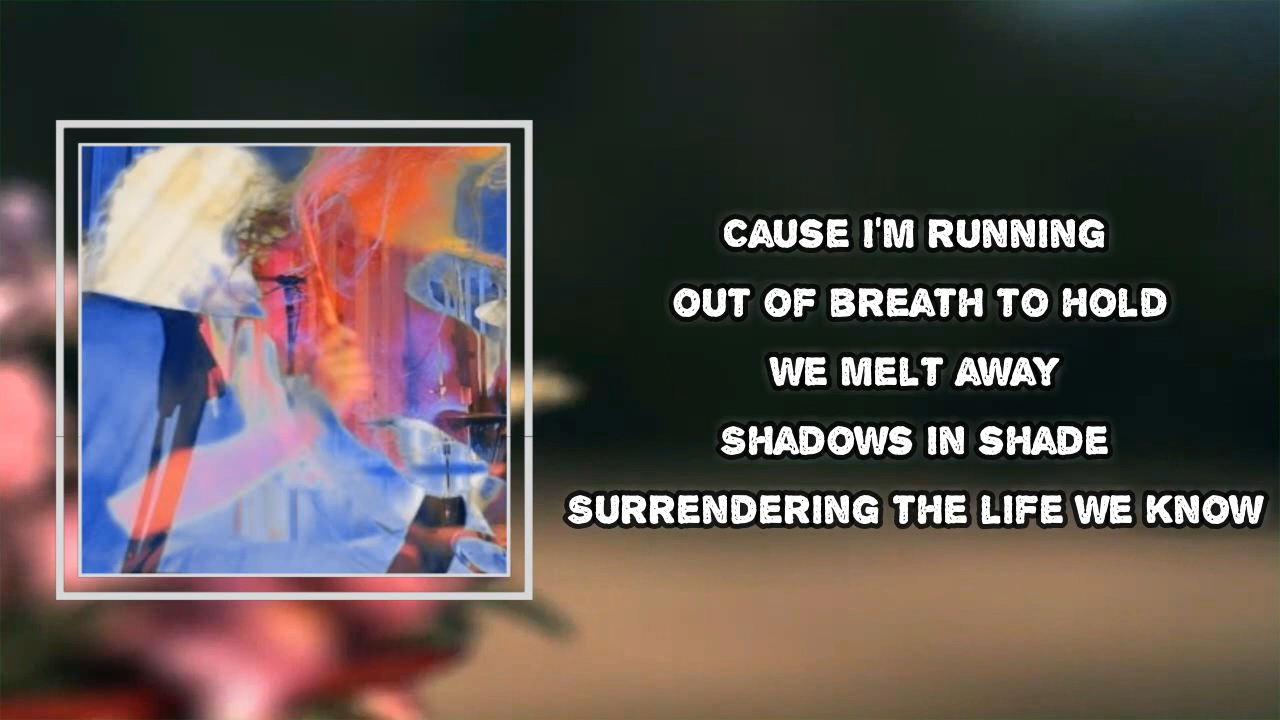 CAUSE I'M RUNNING
OUT OF BREATH TO HOLD
WE MELT AWAY
SHADOWS IN SHADE
SURRENDERING THE LIFE WE KNOW